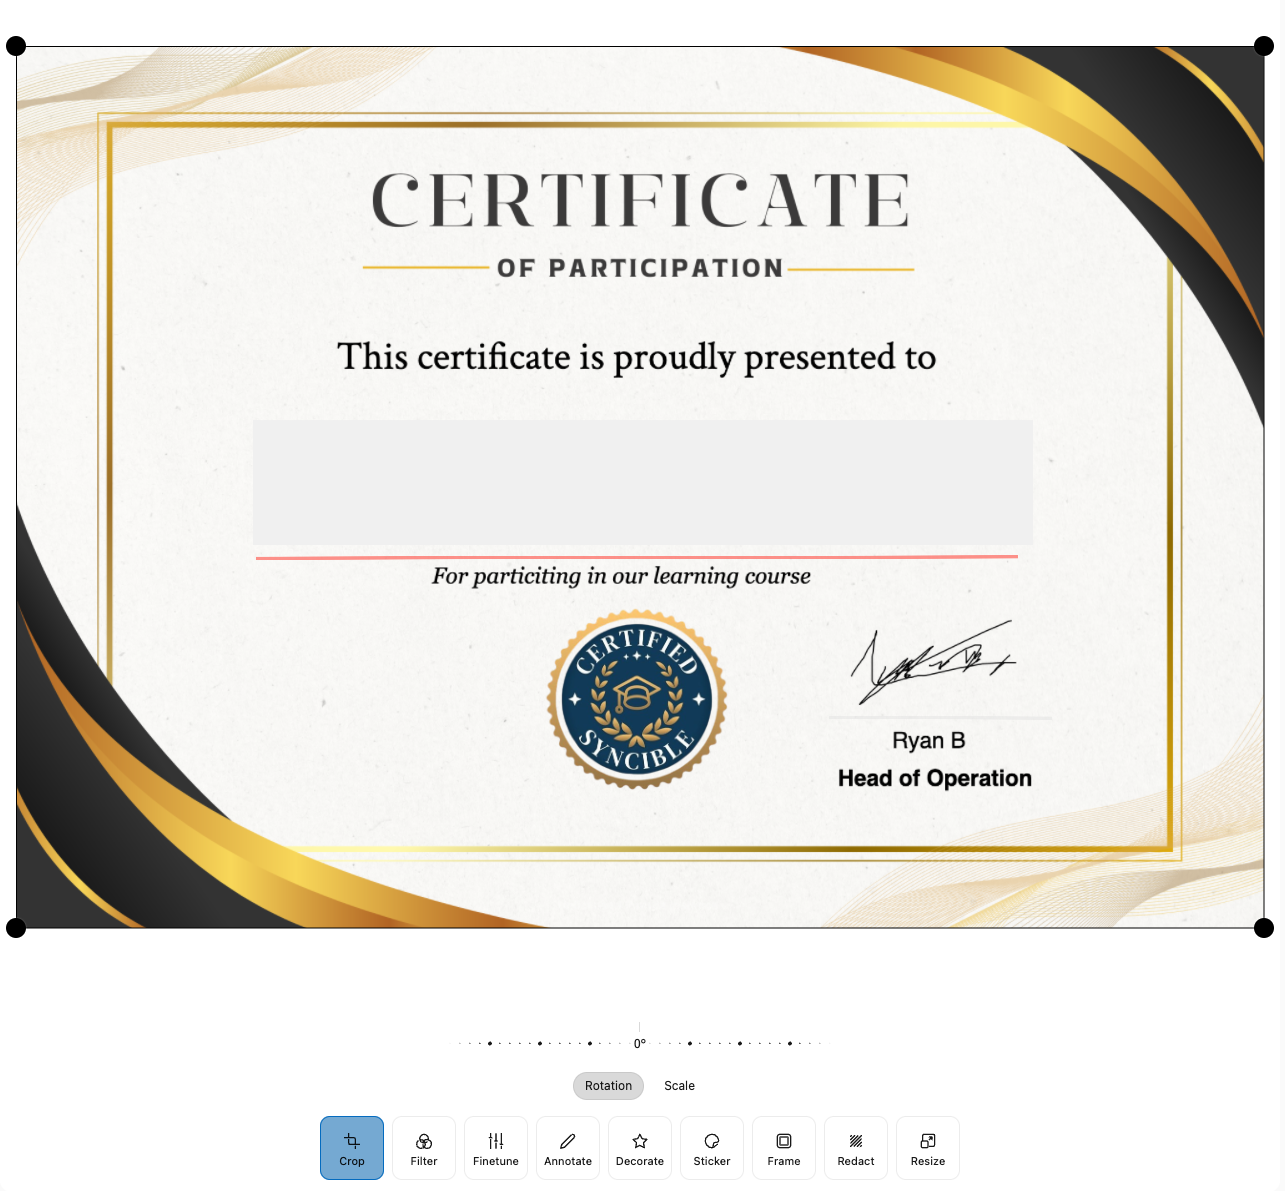 CERTIFICATE
OF PARTICIPATION
This certificate is proudly presented to
For particiting in our learning course
CERTIFIED
SYNCIBLE
Ryan B
Head of Operation
0°
Rotation Scale
Crop Filter Finetune Annotate Decorate Sticker Frame Redact Resize